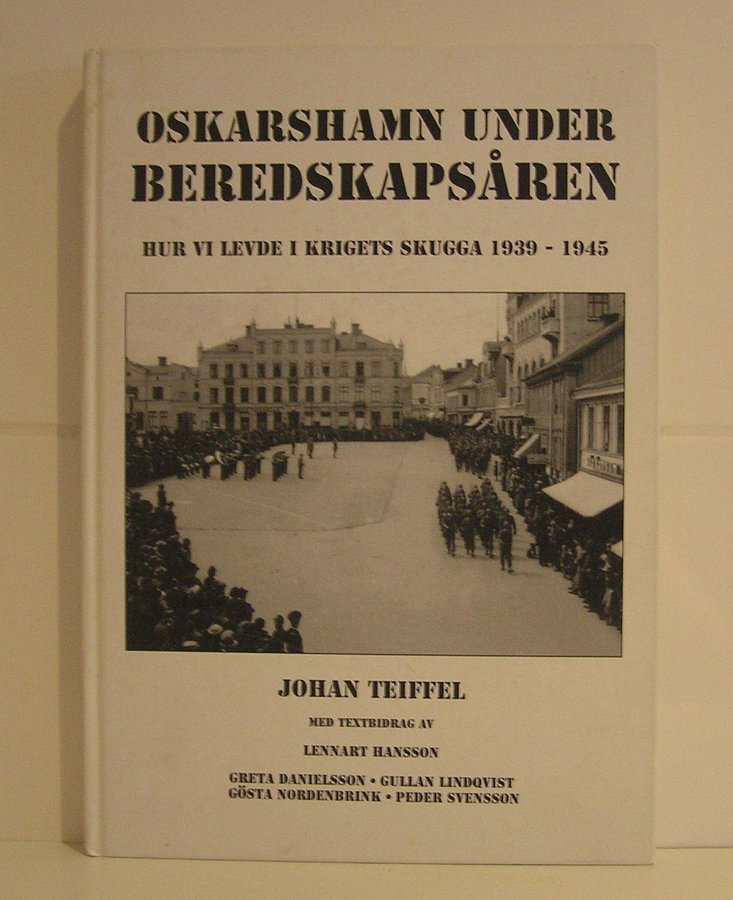 OSKARSHAMN UNDER
BEREDSKAPSÅREN
HUR VI LEVDE I KRIGETS SKUGGA 1939 - 1945
JOHAN TEIFFEL
MED TEXTBIDRAG AV
LENNART HANSSON
GRETA DANIELSSON • GULLAN LINDQVIST
GÖSTA NORDENBRINK • PEDER SVENSSON